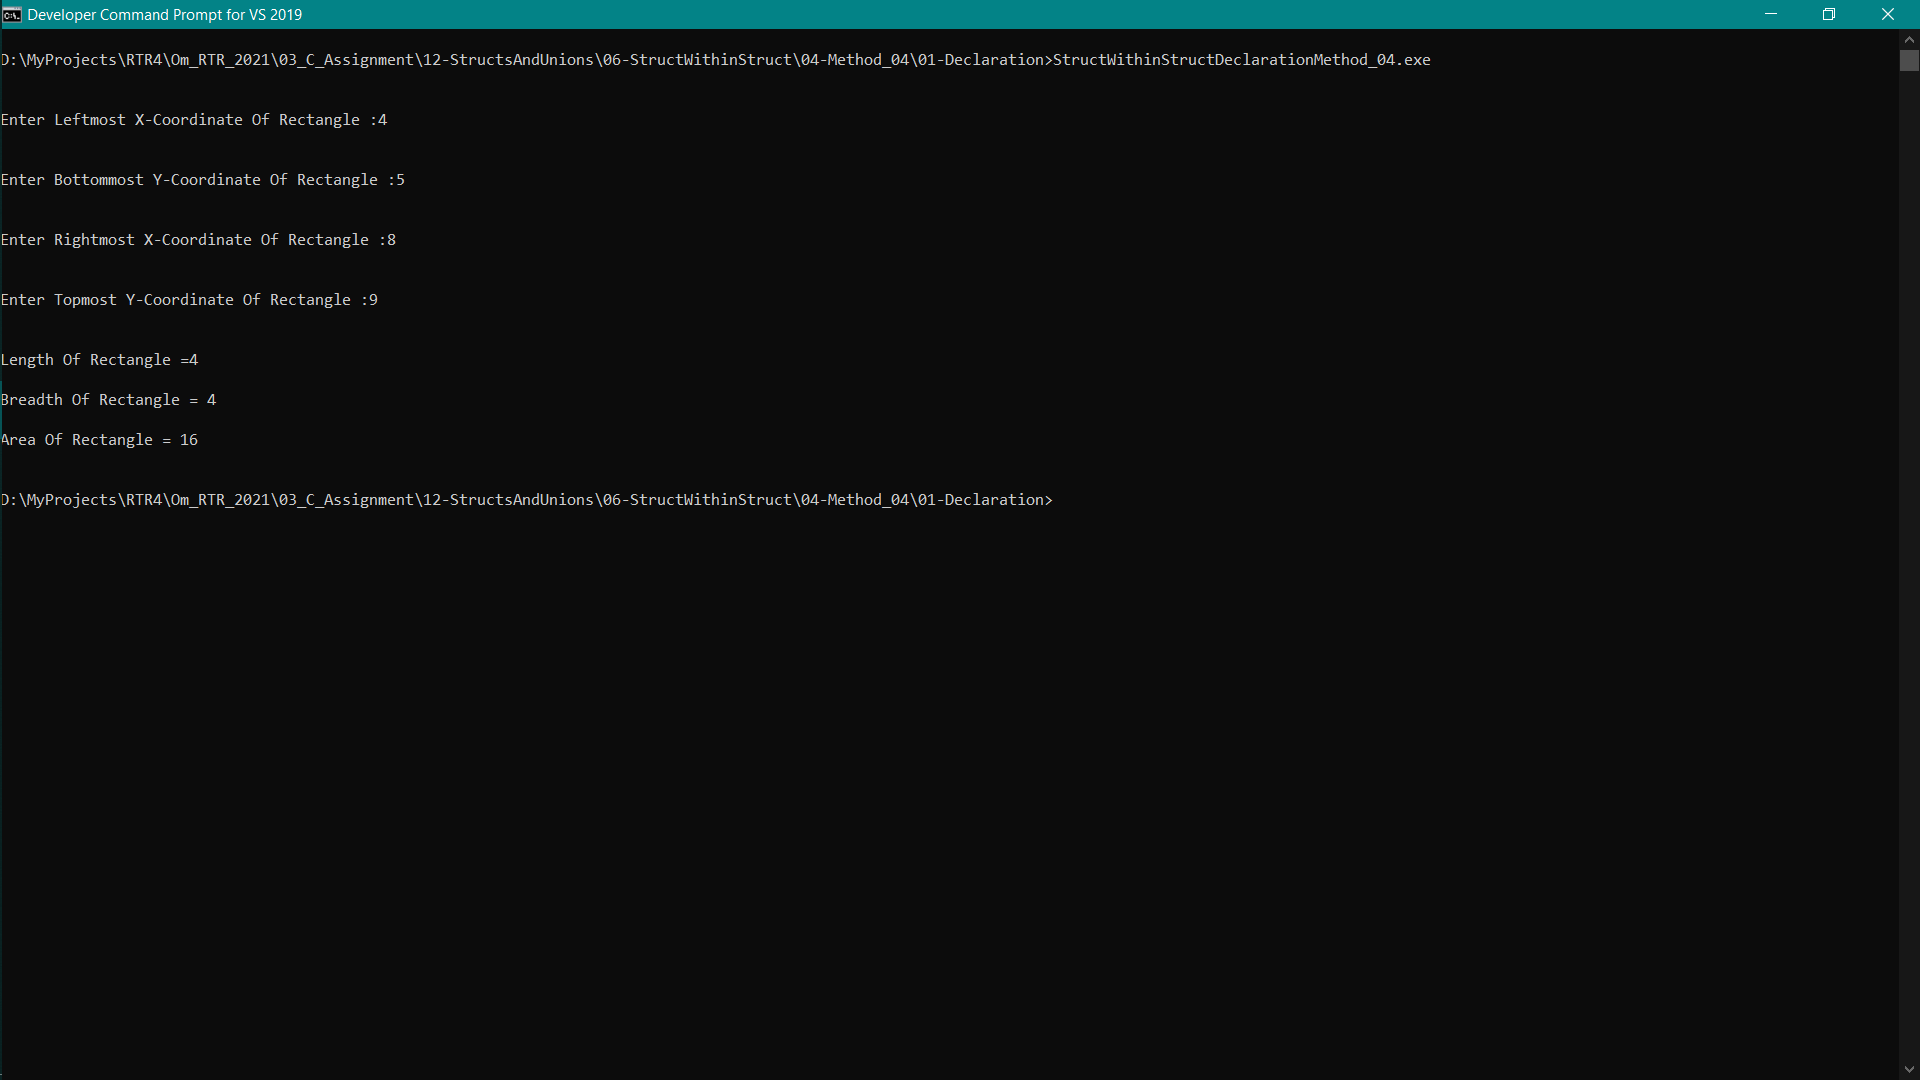 Developer Command Prompt for VS 2019
D:\MyProjects\RTR4\Om_RTR_2021\03_C_Assignment\12-StructsAndUnions\06-StructWithinStruct\04-Method_04\01-Declaration>StructWithinStructDeclarationMethod_04.exe
Enter Leftmost X-Coordinate Of Rectangle :4
Enter Bottommost Y-Coordinate Of Rectangle :5
Enter Rightmost X-Coordinate Of Rectangle :8
Enter Topmost Y-Coordinate Of Rectangle :9
Length Of Rectangle =4
Breadth Of Rectangle = 4
Area Of Rectangle = 16
D:\MyProjects\RTR4\Om_RTR_2021\03_C_Assignment\12-StructsAndUnions\06-StructWithinStruct\04-Method_04\01-Declaration>